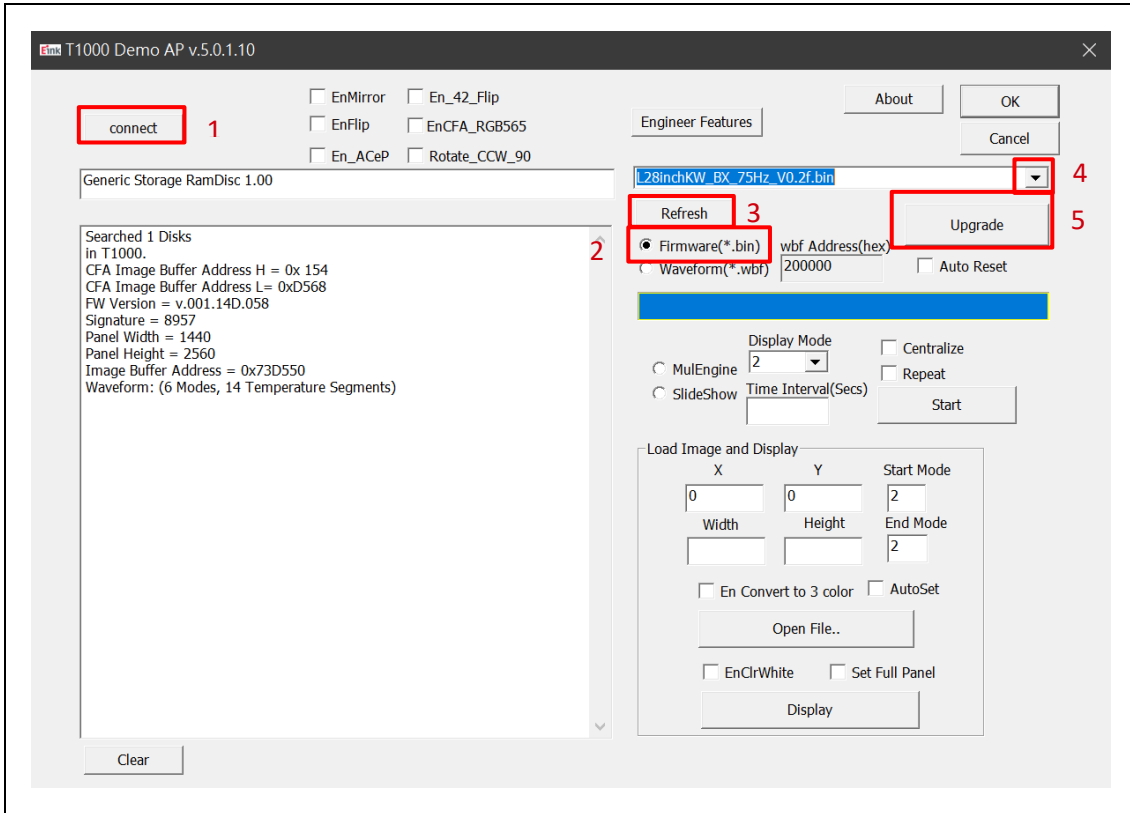 Eink T1000 Demo AP v.5.0.1.10
connect
1
EnMirror
En_42_Flip
EnFlip
EnCFA_RGB565
En_ACeP
Rotate_CCW_90
Engineer Features
About
OK
Cancel
Generic Storage RamDisc 1.00
L28inchKW_BX_75Hz_V0.2f.bin
4
Refresh
3
Upgrade
5
2
Firmware(*.bin)
wbf Address(hex)
Waveform(*.wbf)
200000
Auto Reset
Searched 1 Disks
in T1000.
CFA Image Buffer Address H = 0x 154
CFA Image Buffer Address L= 0xD568
FW Version = v.001.14D.058
Signature = 8957
Panel Width = 1440
Panel Height = 2560
Image Buffer Address = 0x73D550
Waveform: (6 Modes, 14 Temperature Segments)
Display Mode
MulEngine
2
Centralize
Repeat
SlideShow
Time Interval(Secs)
Start
Load Image and Display
X
Y
Start Mode
0
0
2
Width
Height
End Mode
2
En Convert to 3 color
AutoSet
Open File..
EnClrWhite
Set Full Panel
Display
Clear